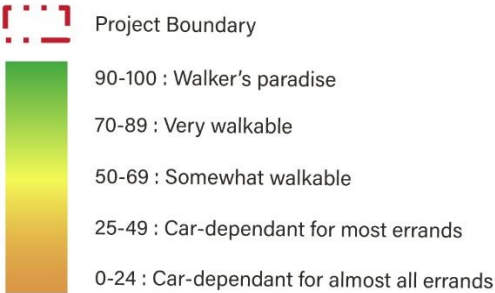 Project Boundary
90-100 : Walker's paradise
70-89 : Very walkable
50-69 : Somewhat walkable
25-49 : Car-dependant for most errands
0-24 : Car-dependant for almost all errands